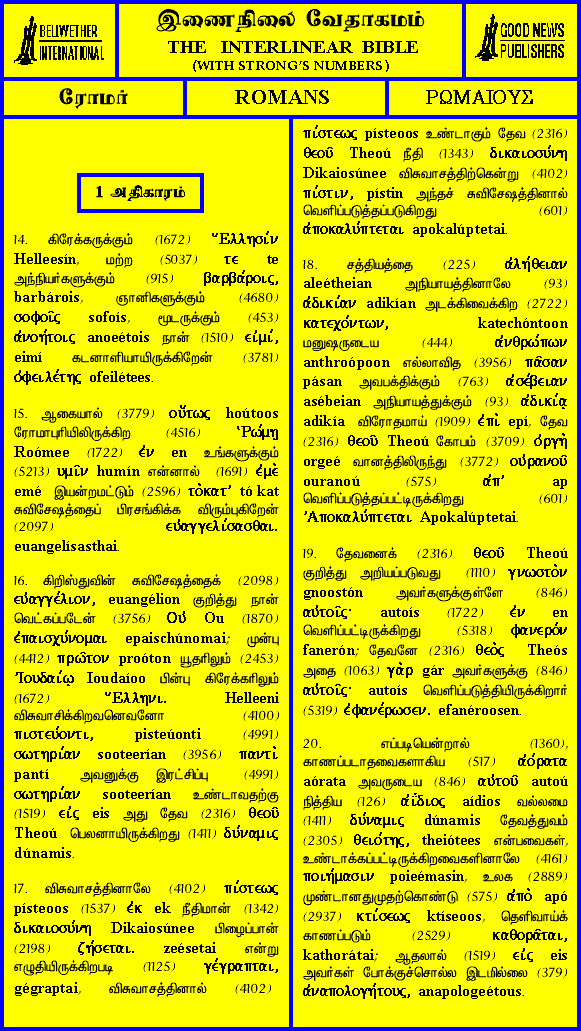 BELLWETHER
INTERNATIONAL
இணைநிலை வேதாகமம்
THE INTERLINEAR BIBLE
(WITH STRONG'S NUMBERS)
GOOD NEWS
PUBLISHERS
ரோமர்
ROMANS
ΡΩΜΑΙΟΥΣ
1 அதிகாரம்
14. கிரேக்கருக்கும் (1672) Ἕλλησίν
Helleesín, மற்ற (5037) τε te
அந்நியர்களுக்கும் (915) βαρβάροις,
barbárois, ஞானிகளுக்கும் (4680)
σοφοῖς sofoís, மூடருக்கும் (453)
ἀνοήτοις anoeétois நான் (1510) εἰμί,
eimí கடனாளியாயிருக்கிறேன் (3781)
ὀφειλέτης ofeilétees.
15. ஆகையால் (3779) οὕτως hoútoos
ரோமாபுரியிலிருக்கிற (4516) Ῥώμῃ
Roómee (1722) ἐν en உங்களுக்கும்
(5213) υμῖν humín என்னால் (1691) ἐμὲ
emé இயன்றமட்டும் (2596) τὸκατ’ tó kat
சுவிசேஷத்தைப் பிரசங்கிக்க விரும்புகிறேன்
(2097) εὐαγγελίσασθαι.
euangelísasthai.
16. கிறிஸ்துவின் சுவிசேஷத்தைக் (2098)
εὐαγγέλιον, euangélion குறித்து நான்
வெட்கப்படேன் (3756) Οὐ Ou (1870)
ἐπαισχύνομαι epaischúnomai; முன்பு
(4412) πρῶτον proóton யூதரிலும் (2453)
Ἰουδαίῳ Ioudaíoo பின்பு கிரேக்கரிலும்
(1672) Ἕλληνι. Helleeni
விசுவாசிக்கிறவனெவனோ (4100)
πιστεύοντι, pisteúonti (4991)
σωτηρίαν sooteerían (3956) παντὶ
pantí அவனுக்கு இரட்சிப்பு (4991)
σωτηρίαν sooteerían உண்டாவதற்கு
(1519) εἰς eis அது தேவ (2316) θεοῦ
Theoú பெலனாயிருக்கிறது (1411) δύναμις
dúnamis.
17. விசுவாசத்தினாலே (4102) πίστεως
písteoos (1537) ἐκ ek நீதிமான் (1342)
δικαιοσύνη Dikaiosúnee பிழைப்பான்
(2198) ζήσεται. zeésetai என்று
எழுதியிருக்கிறபடி (1125) γέγραπται,
gégraptai, விசுவாசத்தினால் (4102)
πίστεως písteoos உண்டாகும் தேவ (2316)
θεοῦ Theoú நீதி (1343) δικαιοσύνη
Dikaiosúnee விசுவாசத்திற்கென்று (4102)
πίστιν, pístin அந்தச் சுவிசேஷத்தினால்
வெளிப்படுத்தப்படுகிறது (601)
ἀποκαλύπτεται apokalúptetai.
18. சத்தியத்தை (225) ἀλήθειαν
aleétheian அநியாயத்தினாலே (93)
ἀδικίαν adikían அடக்கிவைக்கிற (2722)
κατεχόντων, katechóntoon
மனுஷருடைய (444) ἀνθρώπων
anthroópoon எல்லாவித (3956) πᾶσαν
pásan அவபக்திக்கும் (763) ἀσέβειαν
asébeian அநியாயத்துக்கும் (93) ἀδικίᾳ
adikía விரோதமாய் (1909) ἐπὶ epí, தேவ
(2316) θεοῦ Theoú கோபம் (3709) ὀργὴ
orgeé வானத்திலிருந்து (3772) οὐρανοῦ
ouranoú (575) ἀπ’ ap
வெளிப்படுத்தப்பட்டிருக்கிறது (601)
Ἀποκαλύπτεται Apokalúptetai.
19. தேவனைக் (2316) θεοῦ Theoú
குறித்து அறியப்படுவது (1110) γνωστὸν
gnoostón அவர்களுக்குள்ளே (846)
αὐτοῖς· autoís (1722) ἐν en
வெளிப்பட்டிருக்கிறது (5318) φανερόν
fanerón; தேவனே (2316) θεὸς Theós
அதை (1063) γὰρ gár அவர்களுக்கு (846)
αὐτοῖς· autoís வெளிப்படுத்தியிருக்கிறார்
(5319) ἐφανέρωσεν. efanéroosen.
20. எப்படியென்றால் (1360),
காணப்படாதவைகளாகிய (517) ἀόρατα
aórata அவருடைய (846) αὐτοῦ autoú
நித்திய (126) ἀΐδιος aídios வல்லமை
(1411) δύναμις dúnamis தேவத்துவம்
(2305) θειότης, theiótees என்பவைகள்,
உண்டாக்கப்பட்டிருக்கிறவைகளினாலே (4161)
ποιήμασιν poieémasin, உலக (2889)
முண்டானதுமுதற்கொண்டு (575) ἀπὸ apó
(2937) κτίσεως ktíseoos, தெளிவாய்க்
காணப்படும் (2529) καθορᾶται,
kathorátai; ஆதலால் (1519) εἰς eis
அவர்கள் போக்குச்சொல்ல இடமில்லை (379)
ἀναπολογήτους, anapologeétous.